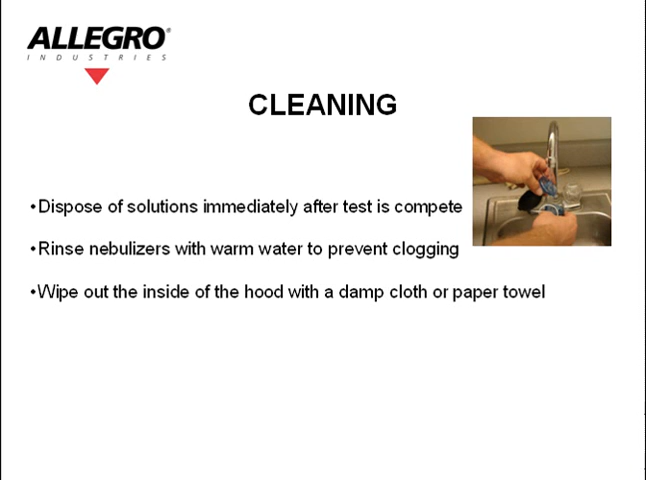 ALLEGRO®
INDUSTRIES
CLEANING
•Dispose of solutions immediately after test is compete
•Rinse nebulizers with warm water to prevent clogging
•Wipe out the inside of the hood with a damp cloth or paper towel